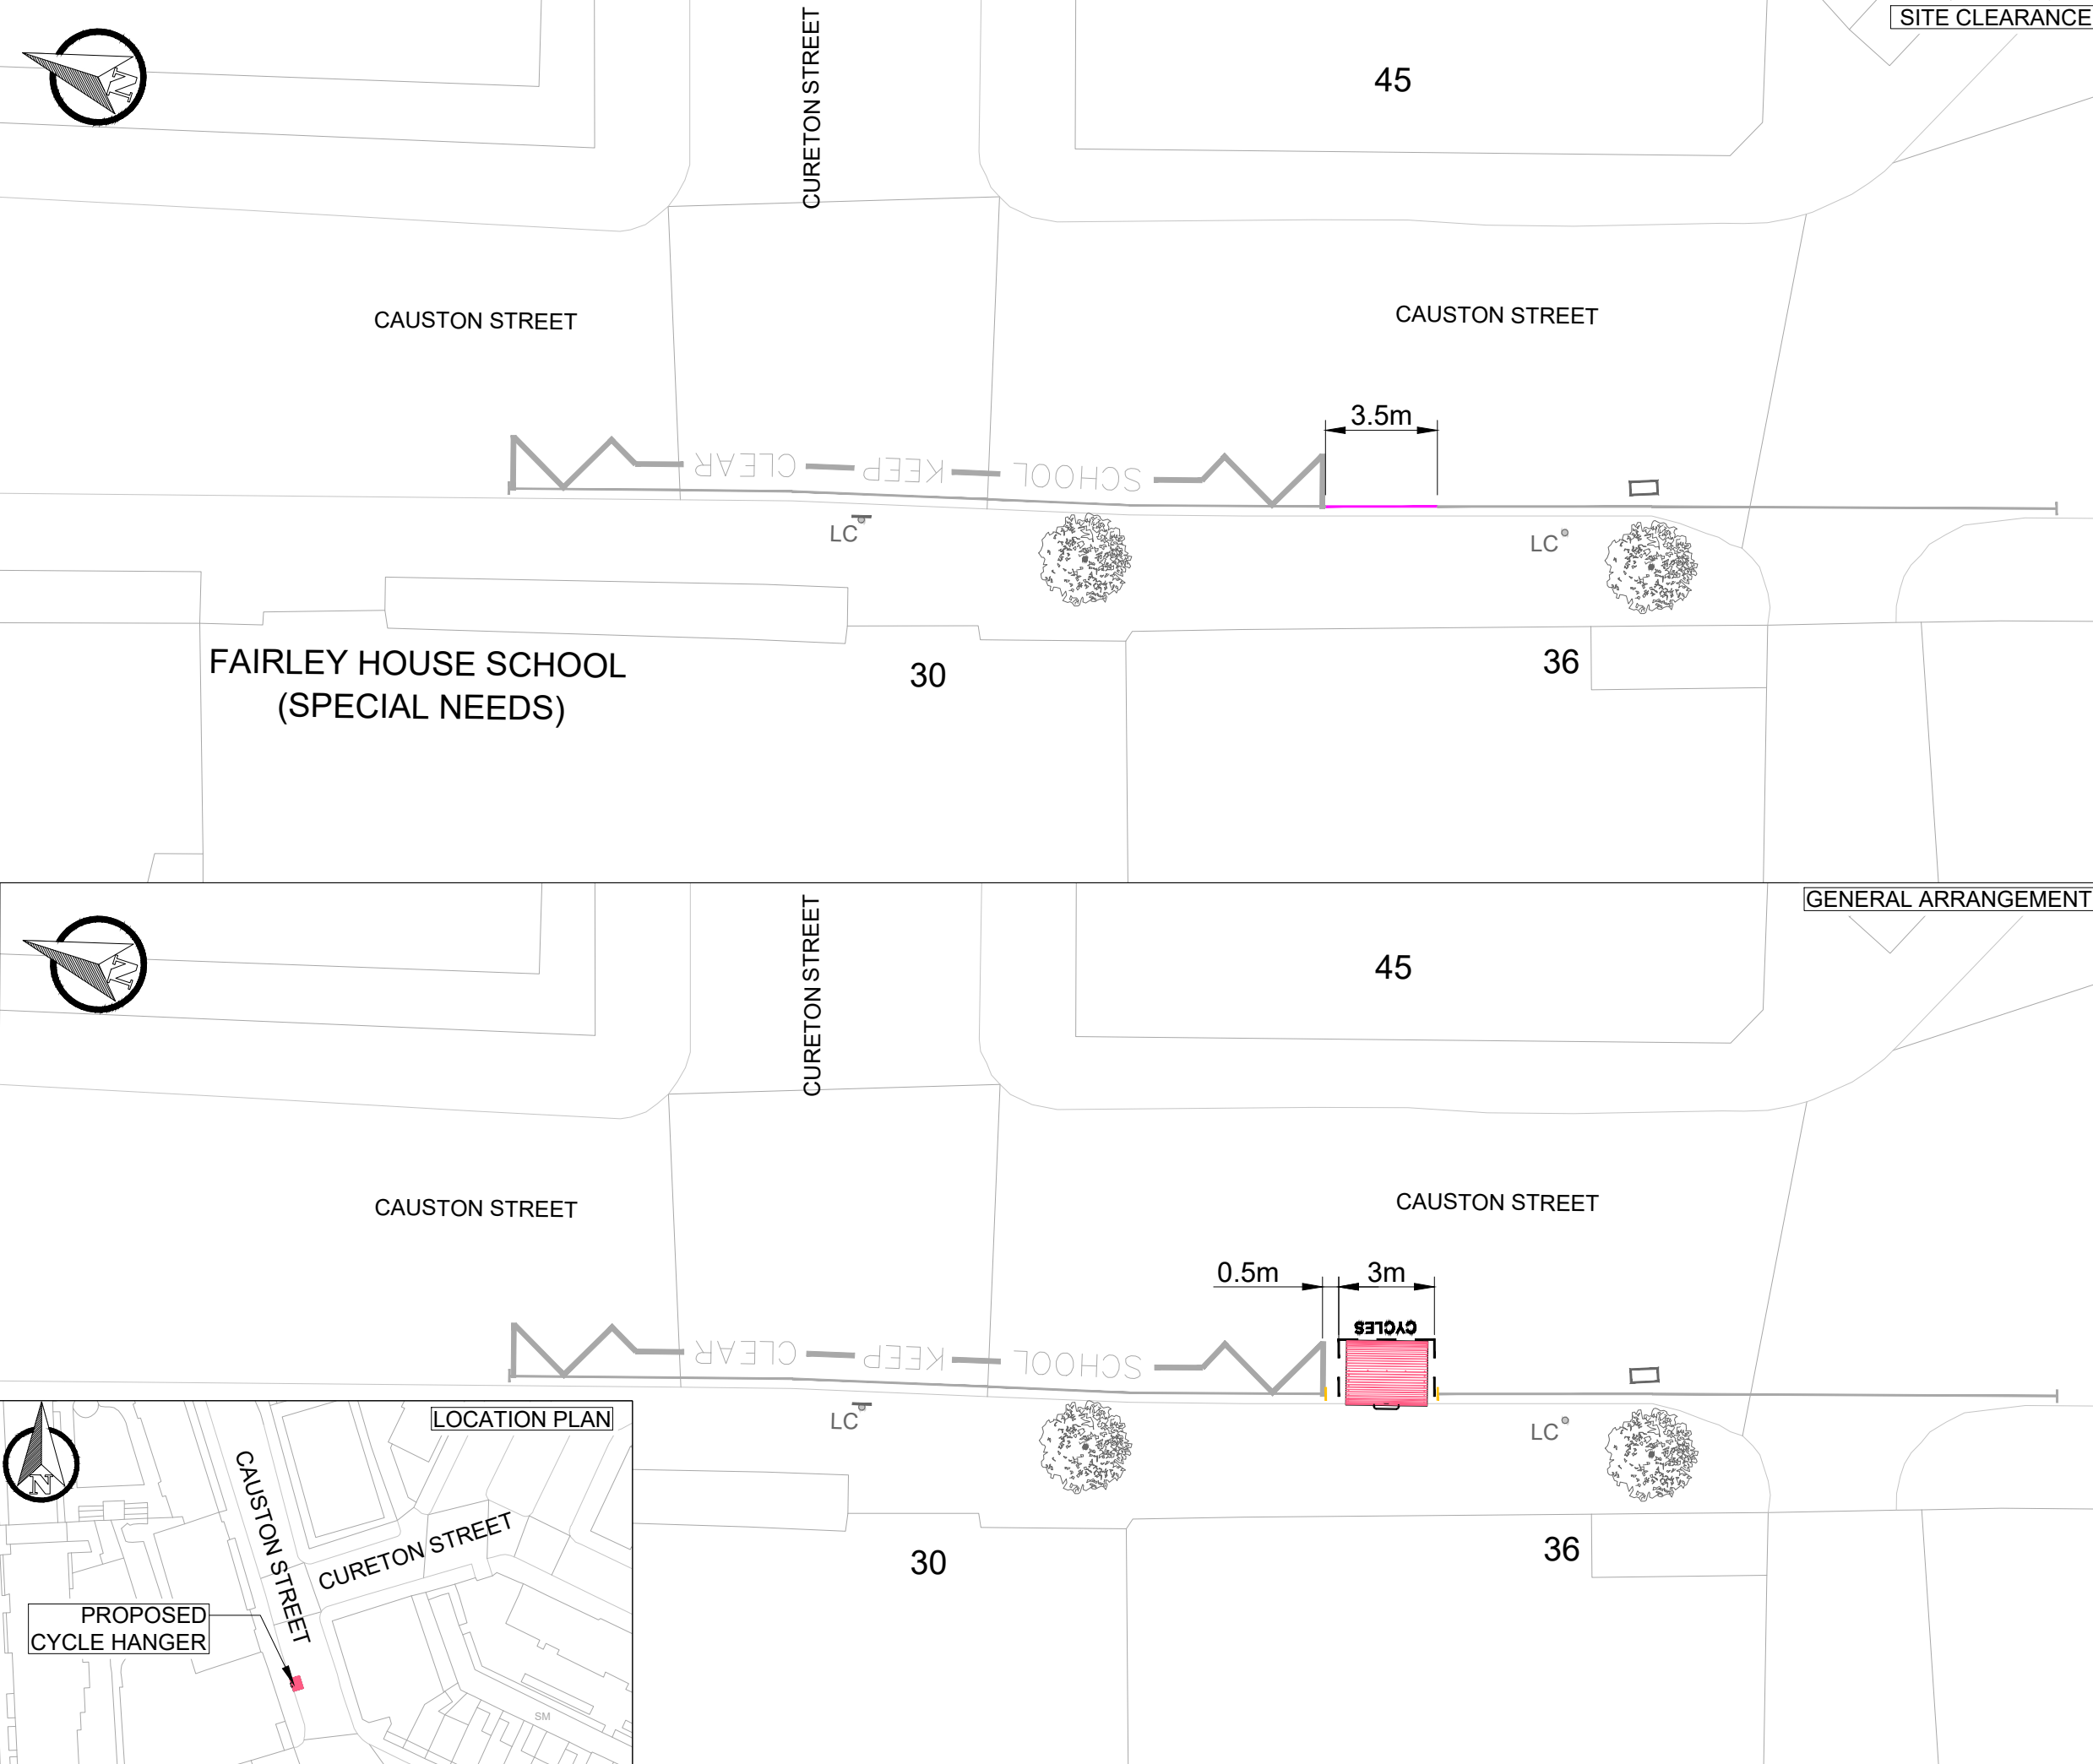 SITE CLEARANCE
N
CURETON STREET
45
CAUSTON STREET
CAUSTON STREET
3.5m
SCHOOL KEEP CLEAR
LC
LC
FAIRLEY HOUSE SCHOOL
(SPECIAL NEEDS)
30
36
GENERAL ARRANGEMENT
N
CURETON STREET
45
CAUSTON STREET
CAUSTON STREET
0.5m
3m
CYCLES
SCHOOL KEEP CLEAR
LC
LC
30
36
LOCATION PLAN
N
CAUSTON STREET
CURETON STREET
PROPOSED
CYCLE HANGER
SM